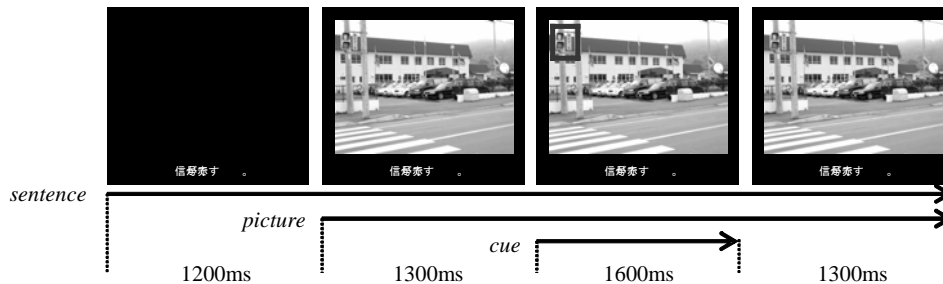 信号赤す 。 信号赤す 。 信号赤す 。 信号赤す 。
sentence
picture
cue
1200ms 1300ms 1600ms 1300ms